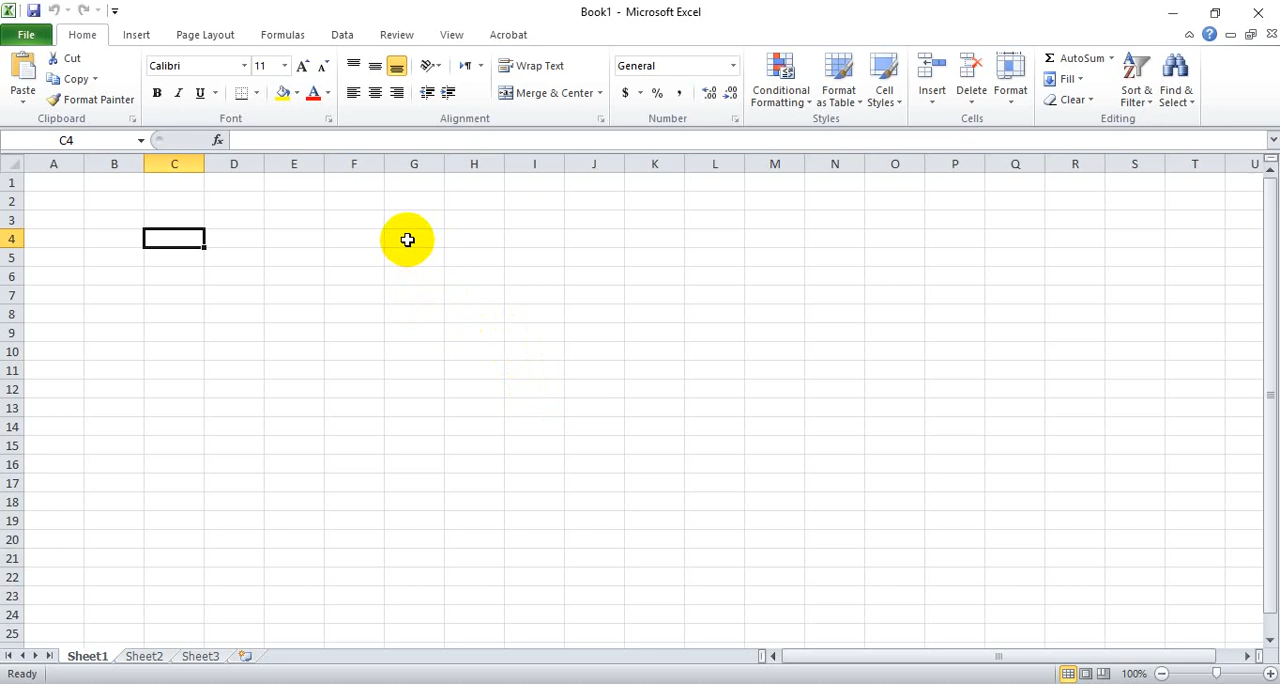 Book1 - Microsoft Excel
File Home Insert Page Layout Formulas Data Review View Acrobat
Paste
Cut
Copy
Format Painter
Clipboard
Calibri 11
B I U
Font
Wrap Text
Merge & Center
Alignment
General
$ % ,
Number
Conditional Formatting
Format as Table
Cell Styles
Styles
Insert Delete Format
Cells
Σ AutoSum
Fill
Clear
Sort & Filter
Find & Select
Editing
C4 fx
A B C D E F G H I J K L M N O P Q R S T U
1
2
3
4
5
6
7
8
9
10
11
12
13
14
15
16
17
18
19
20
21
22
23
24
25
Sheet1 Sheet2 Sheet3
Ready 100%